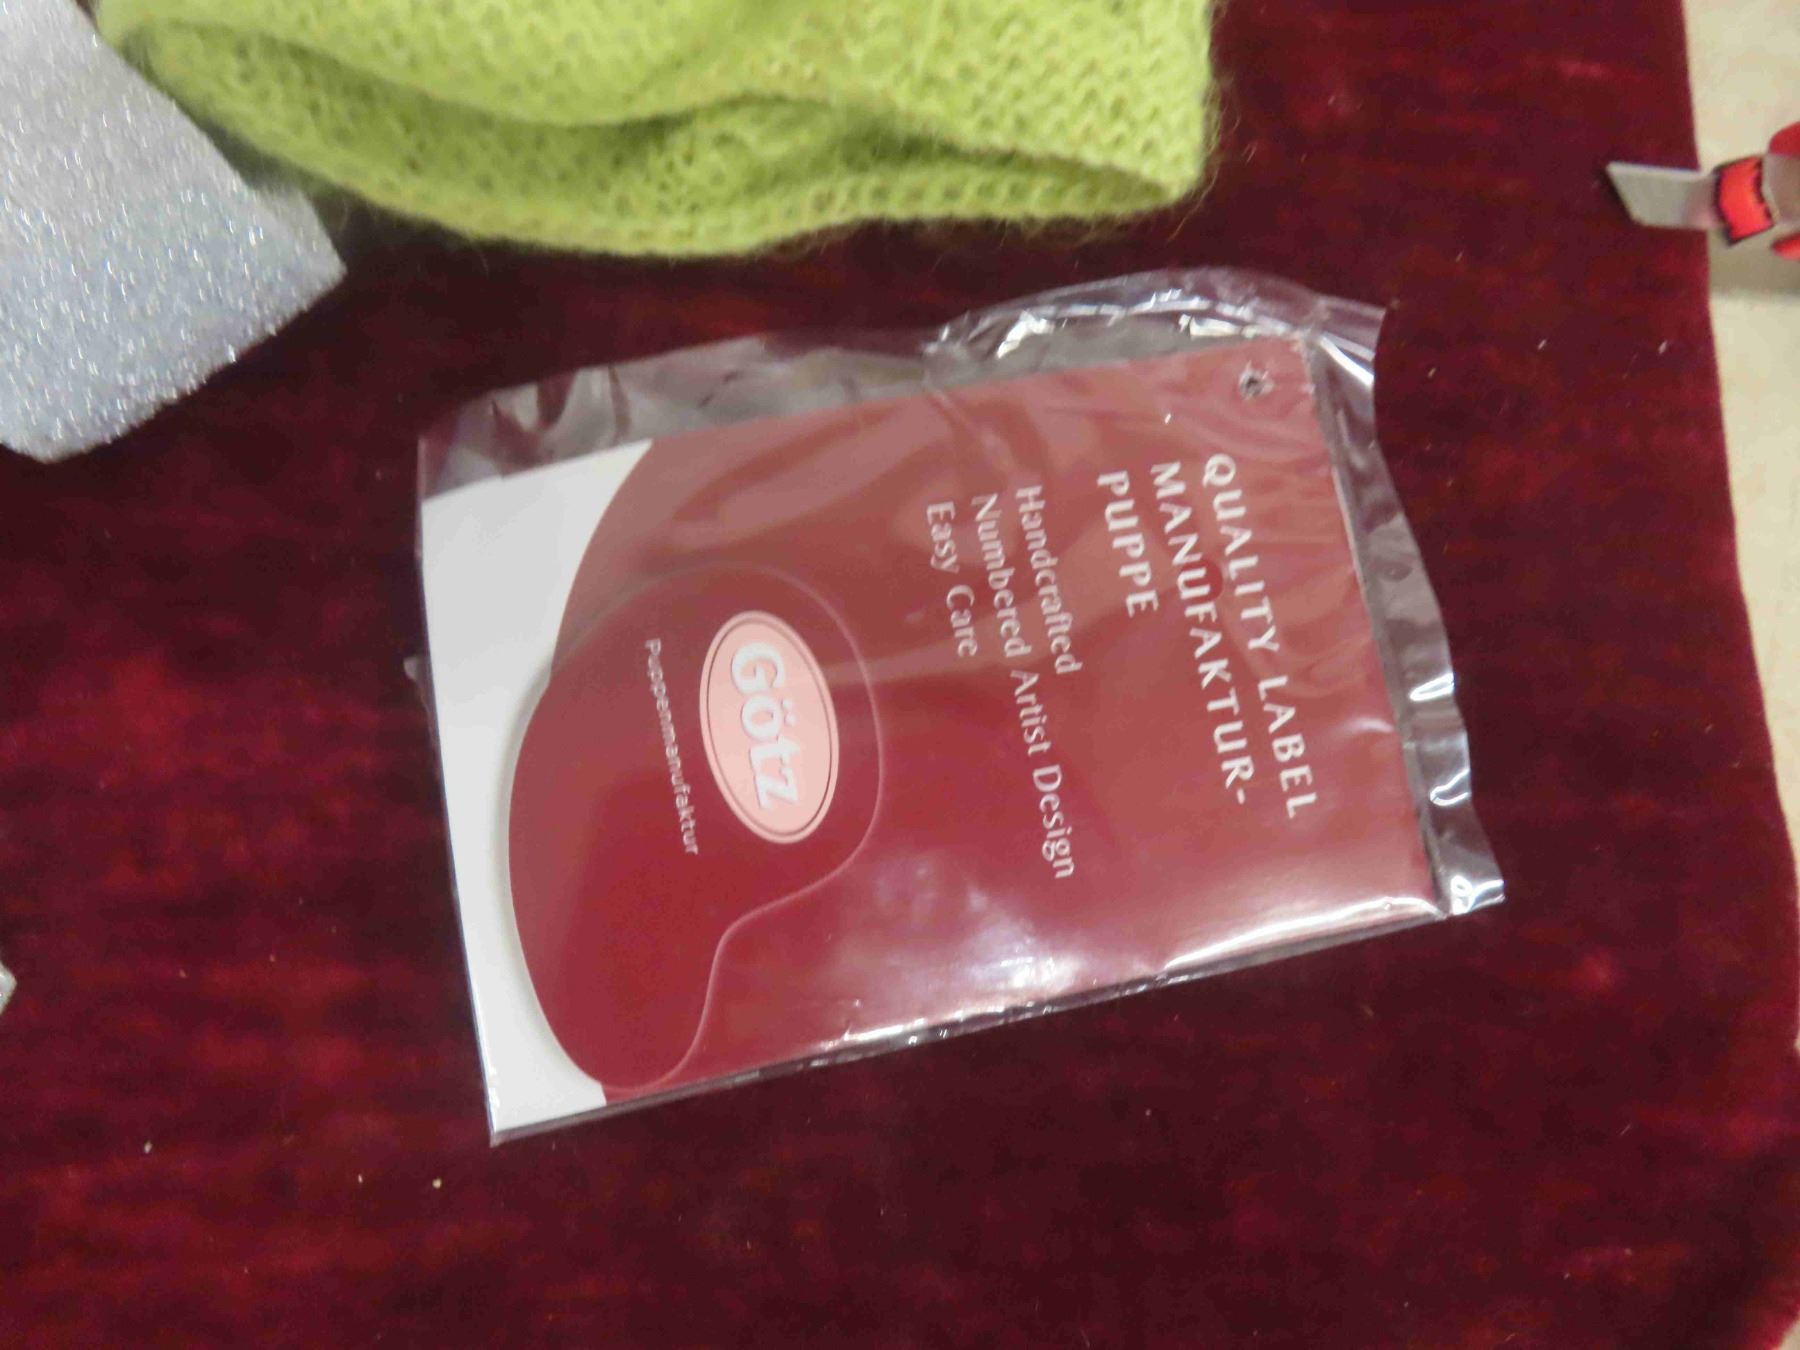 QUALITY LABEL
MANUFAKTUR-
PUPPE
Handcrafted
Numbered Artist Design
Easy Care
Götz
Puppenmanufaktur